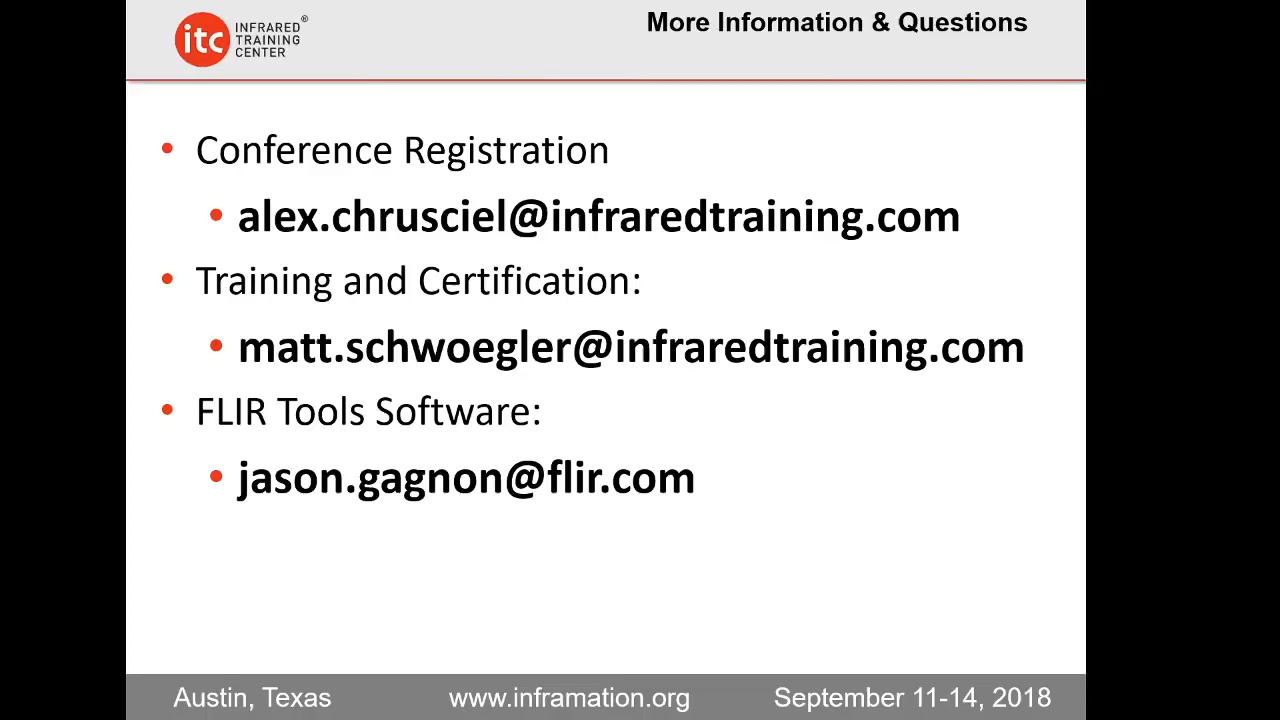 itc INFRARED®
TRAINING
CENTER
More Information & Questions
• Conference Registration
• alex.chrusciel@infraredtraining.com
• Training and Certification:
• matt.schwoegler@infraredtraining.com
• FLIR Tools Software:
• jason.gagnon@flir.com
Austin, Texas www.inframation.org September 11-14, 2018